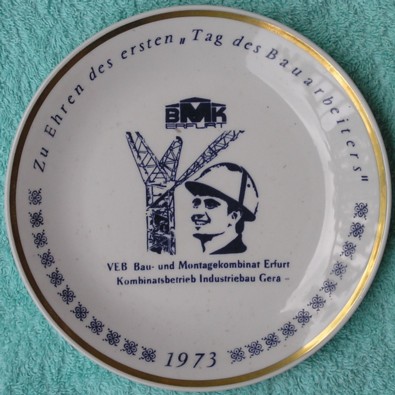 Zu Ehren des ersten „Tag des Bauarbeiters"
BMK
ERFURT
VEB Bau- und Montagekombinat Erfurt
Kombinatsbetrieb Industriebau Gera -
1973